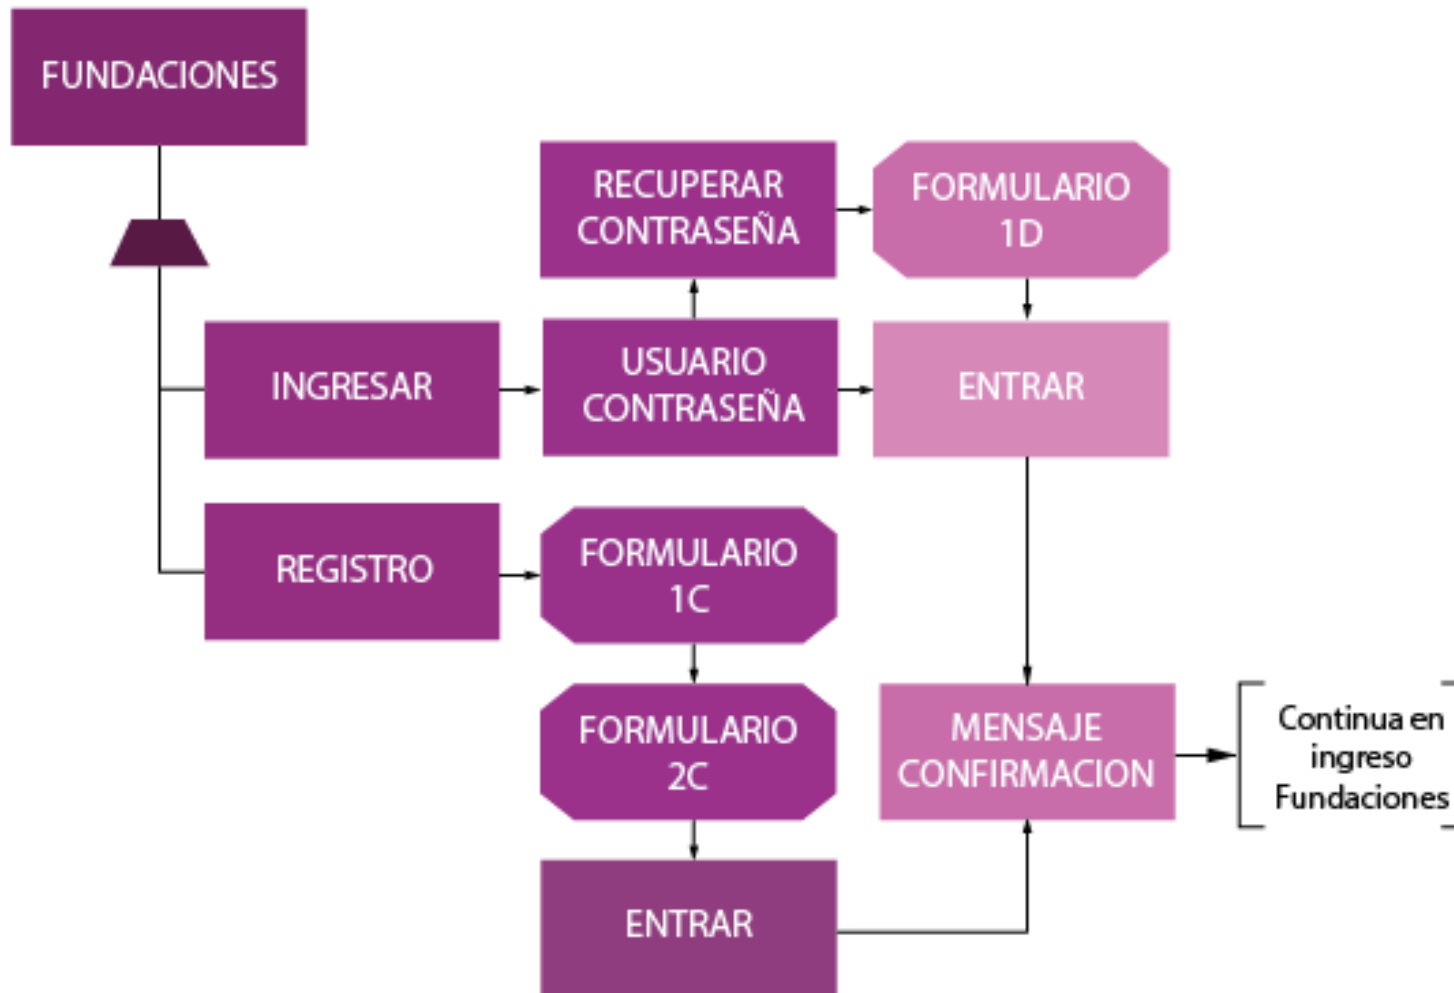 FUNDACIONES
RECUPERAR
CONTRASEÑA
FORMULARIO
1D
INGRESAR
USUARIO
CONTRASEÑA
ENTRAR
REGISTRO
FORMULARIO
1C
FORMULARIO
2C
MENSAJE
CONFIRMACION
Continua en
ingreso
Fundaciones
ENTRAR